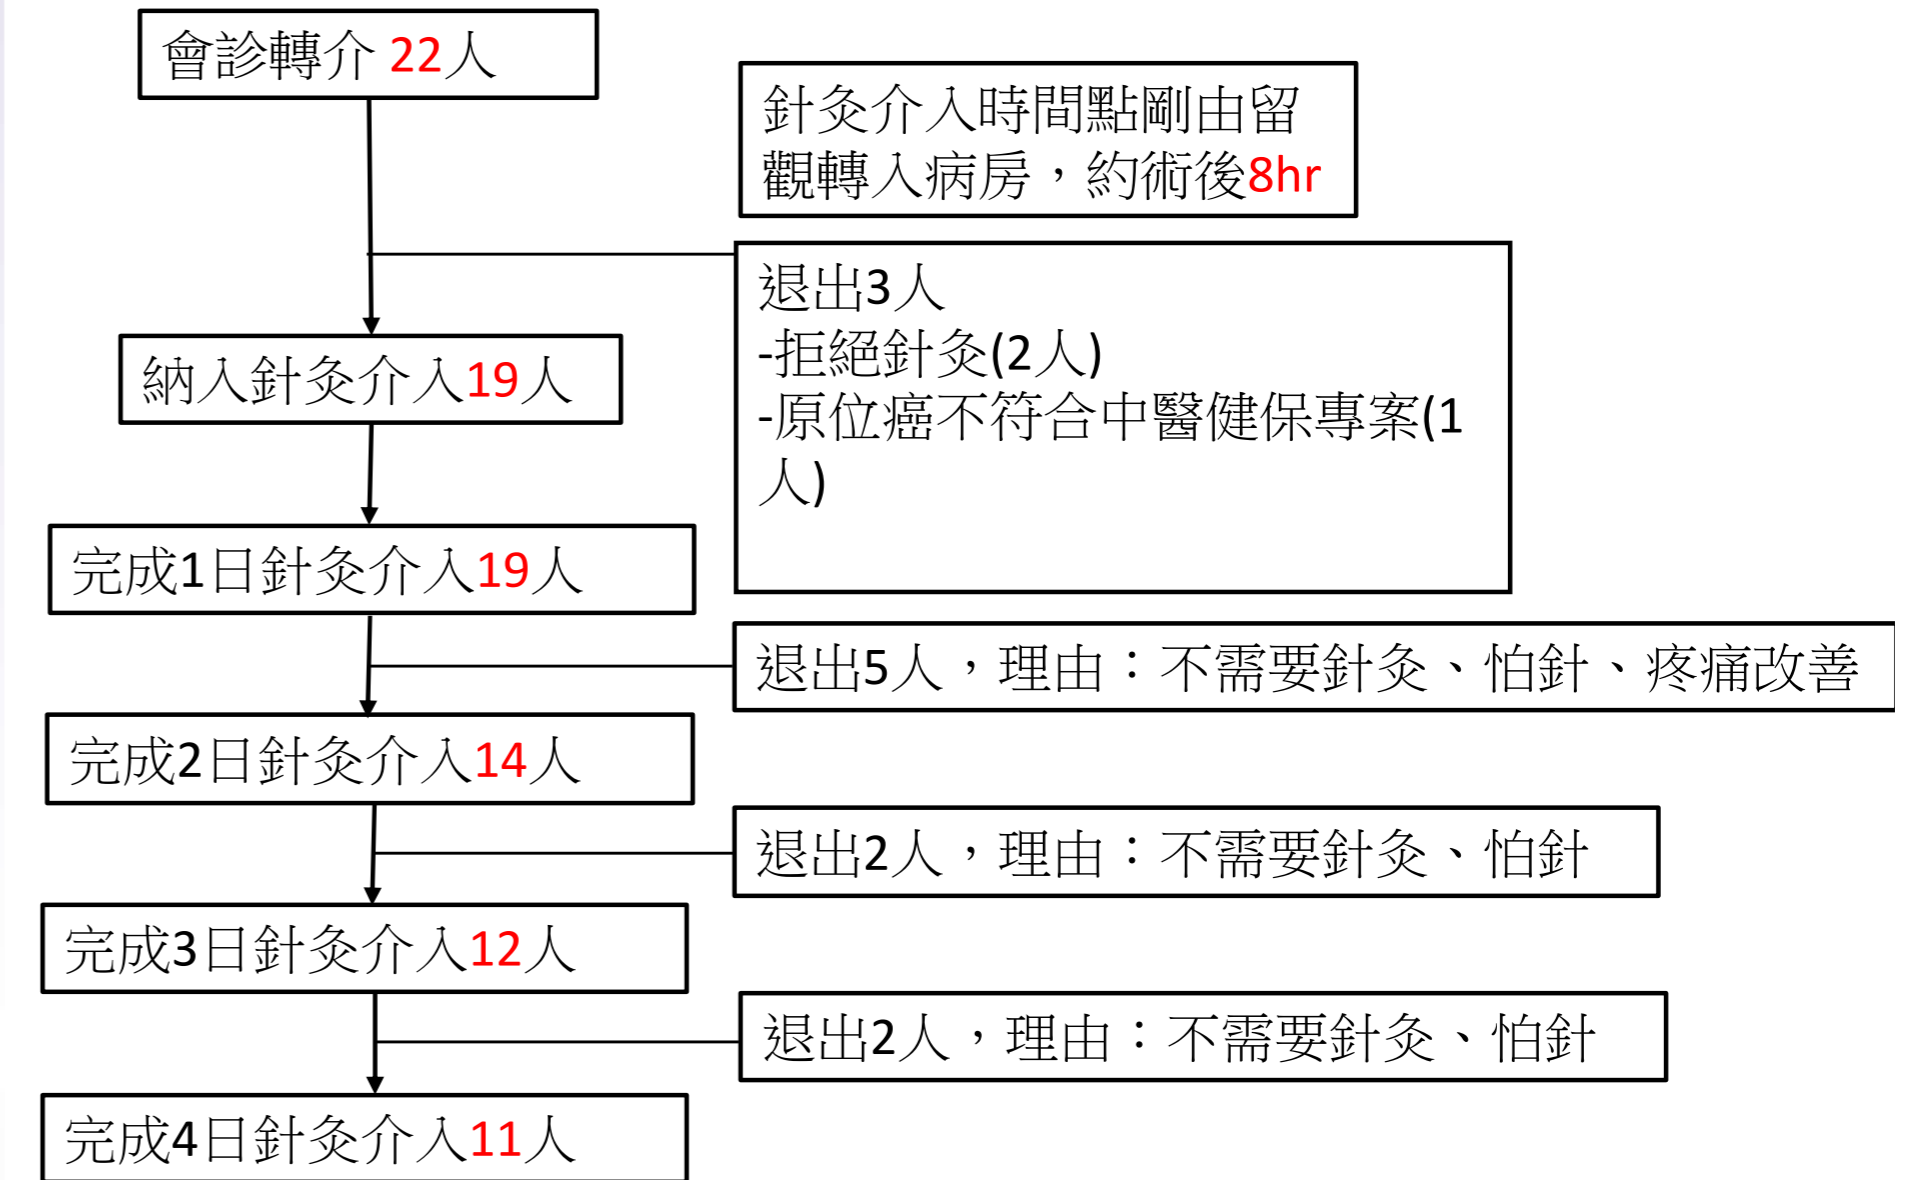 會診轉介 22人
針灸介入時間點剛由留
觀轉入病房，約術後8hr
退出3人
-拒絕針灸(2人)
-原位癌不符合中醫健保專案(1
人)
納入針灸介入19人
完成1日針灸介入19人
退出5人，理由：不需要針灸、怕針、疼痛改善
完成2日針灸介入14人
退出2人，理由：不需要針灸、怕針
完成3日針灸介入12人
退出2人，理由：不需要針灸、怕針
完成4日針灸介入11人